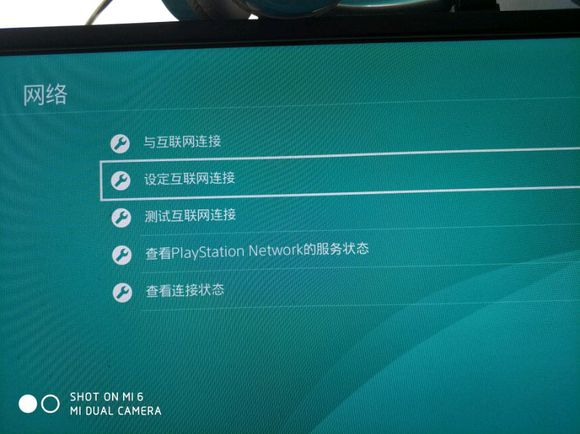 网络
与互联网连接
设定互联网连接
测试互联网连接
查看PlayStation Network的服务状态
查看连接状态
SHOT ON MI 6
MI DUAL CAMERA